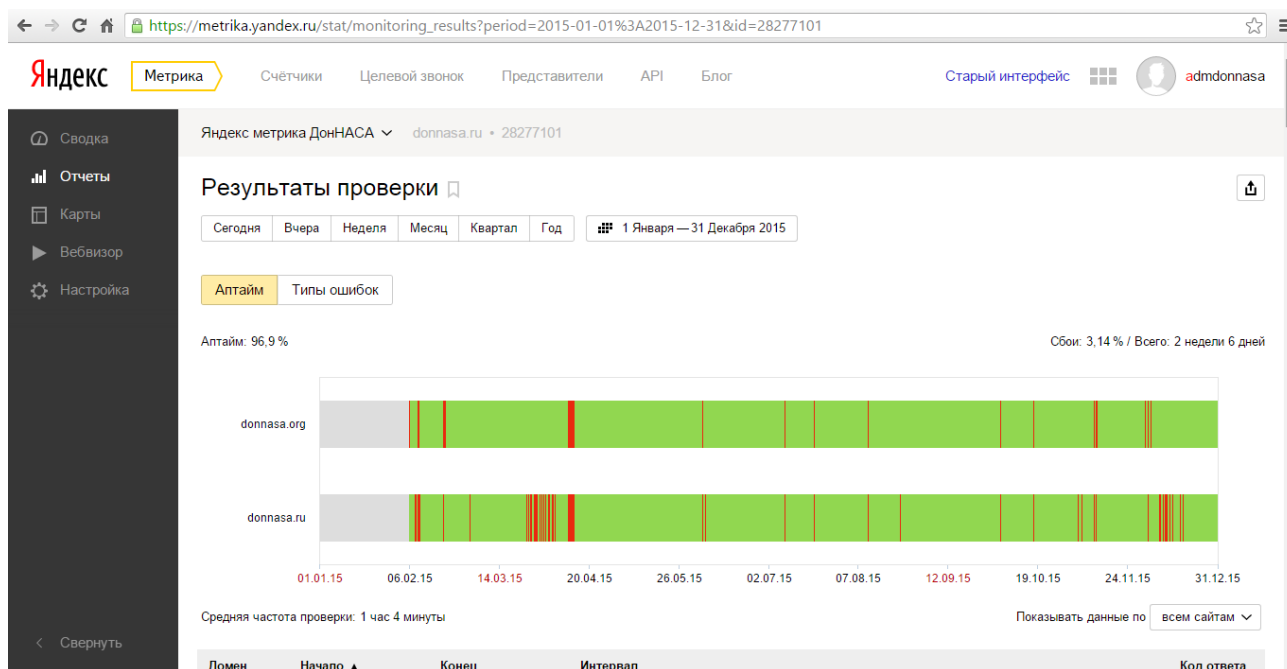 https://metrika.yandex.ru/stat/monitoring_results?period=2015-01-01%3A2015-12-31&id=28277101
Яндекс Метрика Счётчики Целевой звонок Представители API Блог Старый интерфейс admdonnasa
Сводка
Отчеты
Карты
Вебвизор
Настройка
Свернуть
Яндекс метрика ДонНАСА donnasa.ru • 28277101
Результаты проверки
Сегодня Вчера Неделя Месяц Квартал Год 1 Января — 31 Декабря 2015
Аптайм Типы ошибок
Аптайм: 96,9 % Сбои: 3,14 % / Всего: 2 недели 6 дней
donnasa.org
donnasa.ru
01.01.15 06.02.15 14.03.15 20.04.15 26.05.15 02.07.15 07.08.15 12.09.15 19.10.15 24.11.15 31.12.15
Средняя частота проверки: 1 час 4 минуты Показывать данные по всем сайтам
Домен Начало ▲ Конец Интервал Код ответа